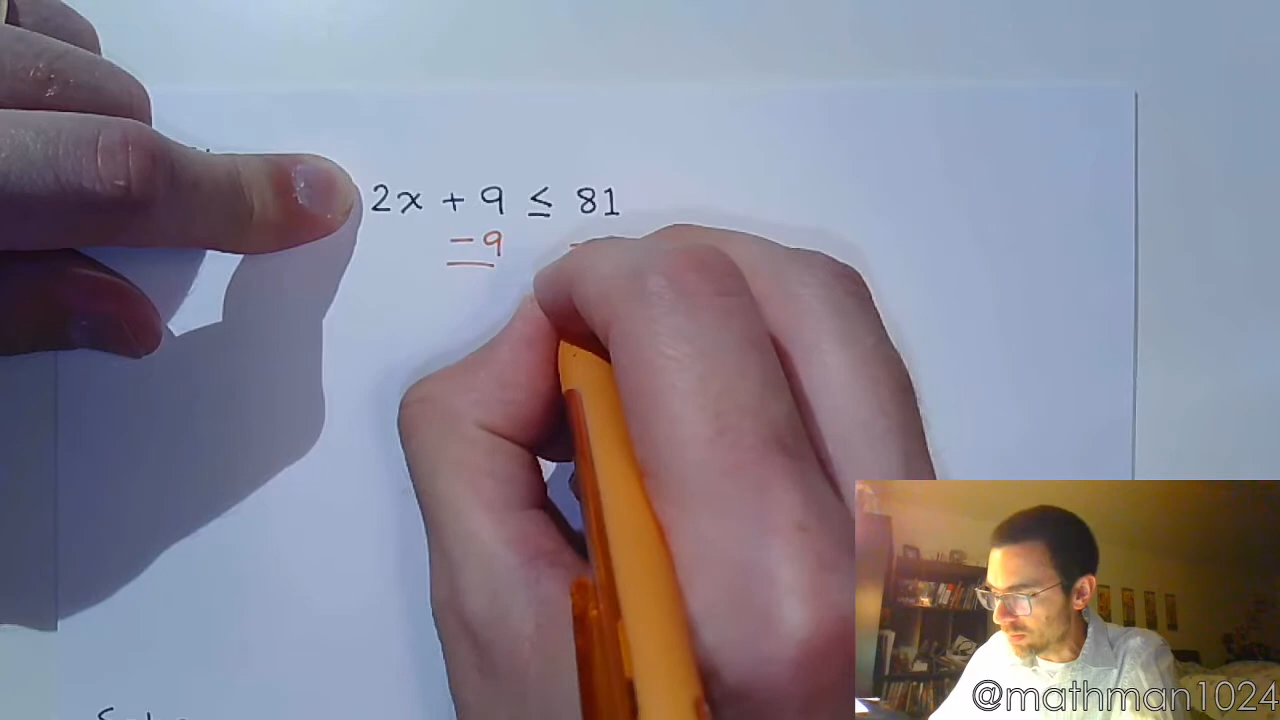 2x + 9 ≤ 81
−9 −
@mathman1024